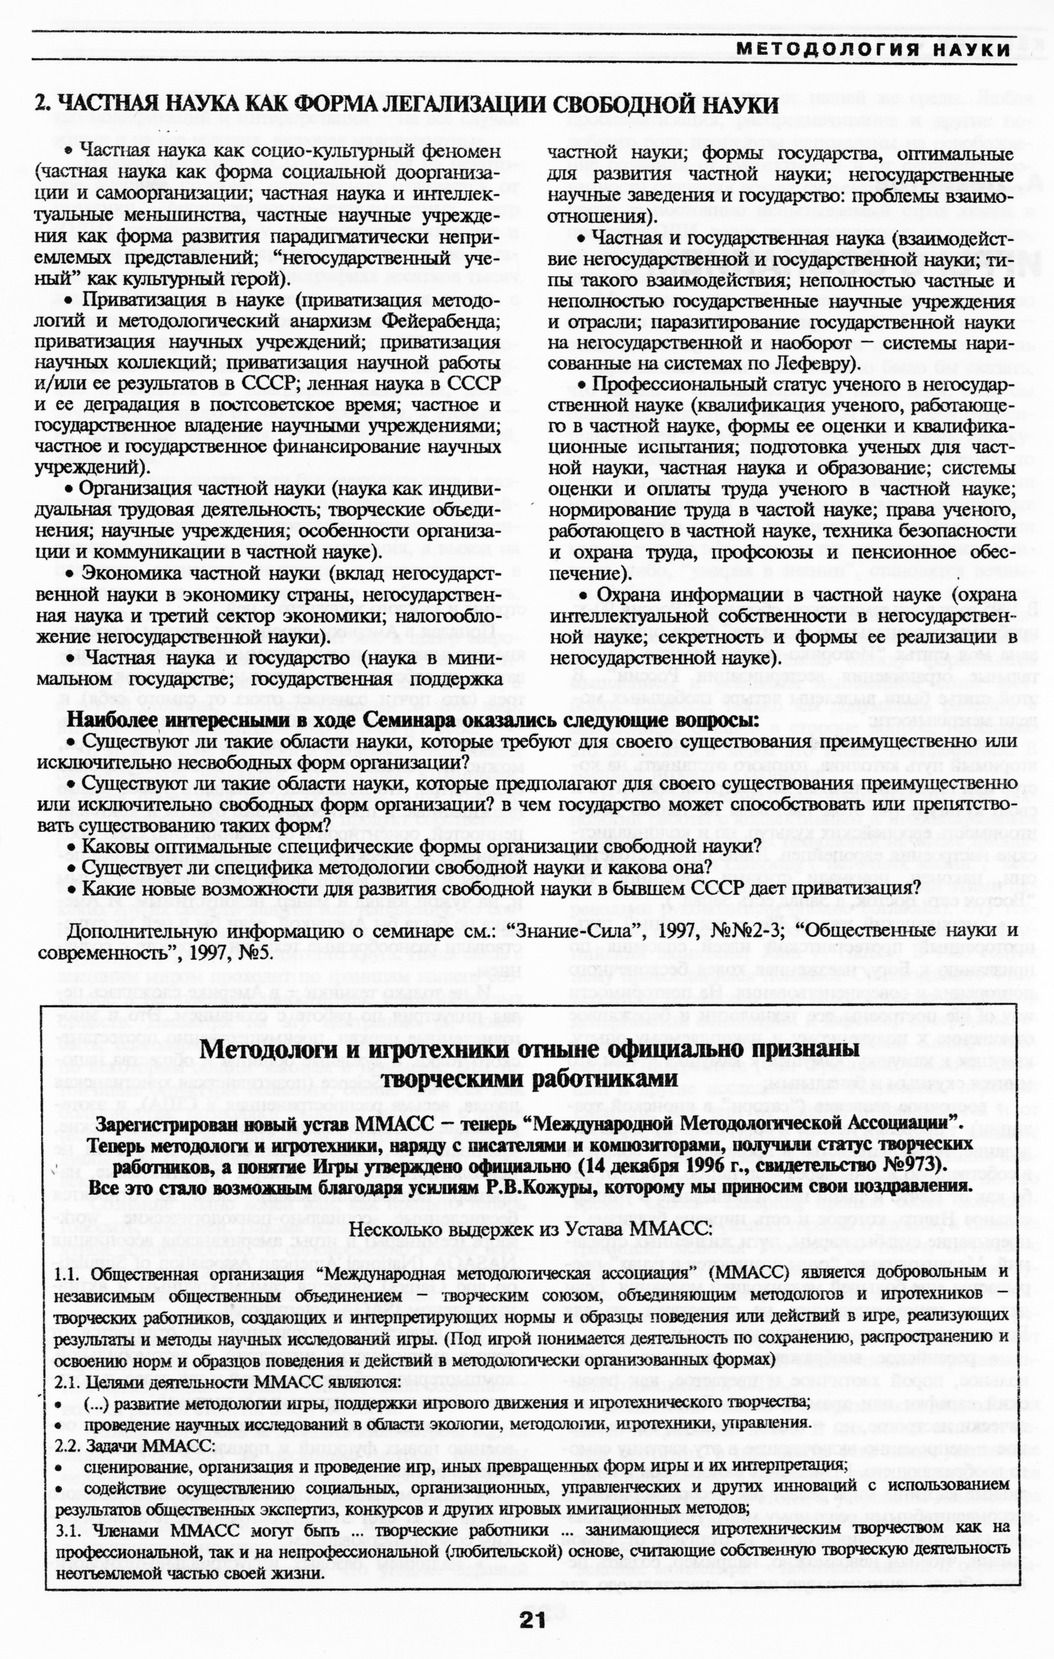 МЕТОДОЛОГИЯ НАУКИ
2. ЧАСТНАЯ НАУКА КАК ФОРМА ЛЕГАЛИЗАЦИИ СВОБОДНОЙ НАУКИ
• Частная наука как социо-культурный феномен
(частная наука как форма социальной доорганиза-
ции и самоорганизации; частная наука и интеллек-
туальные меньшинства, частные научные учрежде-
ния как форма развития парадигматически непри-
емлемых представлений; “негосударственный уче-
ный” как культурный герой).
• Приватизация в науке (приватизация методо-
логий и методологический анархизм Фейерабенда;
приватизация научных учреждений; приватизация
научных коллекций; приватизация научной работы
и/или ее результатов в СССР; ленная наука в СССР
и ее деградация в постсоветское время; частное и
государственное владение научными учреждениями;
частное и государственное финансирование научных
учреждений).
• Организация частной науки (наука как индиви-
дуальная трудовая деятельность; творческие объеди-
нения; научные учреждения; особенности организа-
ции и коммуникации в частной науке).
• Экономика частной науки (вклад негосударст-
венной науки в экономику страны, негосударствен-
ная наука и третий сектор экономики; налогообло-
жение негосударственной науки).
• Частная наука и государство (наука в мини-
мальном государстве; государственная поддержка
частной науки; формы государства, оптимальные
для развития частной науки; негосударственные
научные заведения и государство: проблемы взаимо-
отношения).
• Частная и государственная наука (взаимодейст-
вие негосударственной и государственной науки; ти-
пы такого взаимодействия; неполностью частные и
неполностью государственные научные учреждения
и отрасли; паразитирование государственной науки
на негосударственной и наоборот — системы нари-
сованные на системах по Лефевру).
• Профессиональный статус ученого в негосудар-
ственной науке (квалификация ученого, работающе-
го в частной науке, формы ее оценки и квалифика-
ционные испытания; подготовка ученых для част-
ной науки, частная наука и образование; системы
оценки и оплаты труда ученого в частной науке;
нормирование труда в частой науке; права ученого,
работающего в частной науке, техника безопасности
и охрана труда, профсоюзы и пенсионное обес-
печение).
• Охрана информации в частной науке (охрана
интеллектуальной собственности в негосударствен-
ной науке; секретность и формы ее реализации в
негосударственной науке).
Наиболее интересными в ходе Семинара оказались следующие вопросы:
• Существуют ли такие области науки, которые требуют для своего существования преимущественно или
исключительно несвободных форм организации?
• Существуют ли такие области науки, которые предполагают для своего существования преимущественно
или исключительно свободных форм организации? в чем государство может способствовать или препятство-
вать существованию таких форм?
• Каковы оптимальные специфические формы организации свободной науки?
• Существует ли специфика методологии свободной науки и какова она?
• Какие новые возможности для развития свободной науки в бывшем СССР дает приватизация?
Дополнительную информацию о семинаре см.: “Знание-Сила”, 1997, №№2-3; “Общественные науки и
современность”, 1997, №5.
Методологи и игротехники отныне официально признаны
творческими работниками
Зарегистрирован новый устав ММАСС — теперь “Международной Методологической Ассоциации”.
Теперь методологи и игротехники, наряду с писателями и композиторами, получили статус творческих
работников, а понятие Игры утверждено официально (14 декабря 1996 г., свидетельство №973).
Все это стало возможным благодаря усилиям Р.В.Кожуры, которому мы приносим свои поздравления.
Несколько выдержек из Устава ММАСС:
1.1. Общественная организация “Международная методологическая ассоциация” (ММАСС) является добровольным и
независимым общественным объединением — творческим союзом, объединяющим методологов и игротехников —
творческих работников, создающих и интерпретирующих нормы и образцы поведения или действий в игре, реализующих
результаты и методы научных исследований игры. (Под игрой понимается деятельность по сохранению, распространению и
освоению норм и образцов поведения и действий в методологически организованных формах)
2.1. Целями деятельности ММАСС являются:
• (...) развитие методологии игры, поддержки игрового движения и игротехнического творчества;
• проведение научных исследований в области экологии, методологии, игротехники, управления.
2.2. Задачи ММАСС:
• сценирование, организация и проведение игр, иных превращенных форм игры и их интерпретация;
• содействие осуществлению социальных, организационных, управленческих и других инноваций с использованием
результатов общественных экспертиз, конкурсов и других игровых имитационных методов;
3.1. Членами ММАСС могут быть ... творческие работники ... занимающиеся игротехническим творчеством как на
профессиональной, так и на непрофессиональной (любительской) основе, считающие собственную творческую деятельность
неотъемлемой частью своей жизни.
21